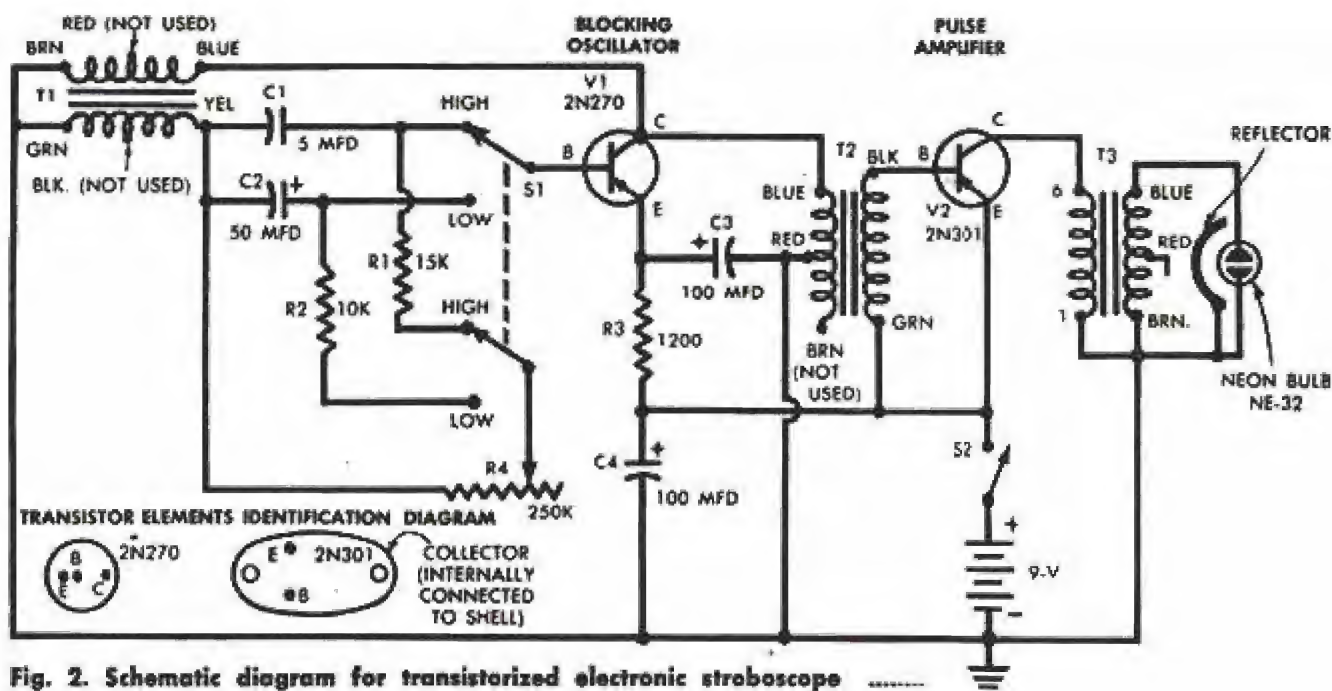 RED (NOT USED)
BRN
BLUE
T1
YEL
GRN
BLK. (NOT USED)
C1
5 MFD
C2
+
50 MFD
HIGH
LOW
S1
R1
15K
R2
10K
HIGH
LOW
R4
250K
BLOCKING
OSCILLATOR
V1
2N270
B
C
E
C3
+
100 MFD
R3
1200
C4
+
100 MFD
T2
BLUE
RED
BRN
(NOT
USED)
BLK
GRN
PULSE
AMPLIFIER
B
C
E
V2
2N301
S2
+
9-V
-
T3
6
1
BLUE
RED
BRN.
REFLECTOR
NEON BULB
NE-32
TRANSISTOR ELEMENTS IDENTIFICATION DIAGRAM
2N270
B
E
C
E
2N301
B
COLLECTOR
(INTERNALLY
CONNECTED
TO SHELL)
Fig. 2. Schematic diagram for transistorized electronic stroboscope ........